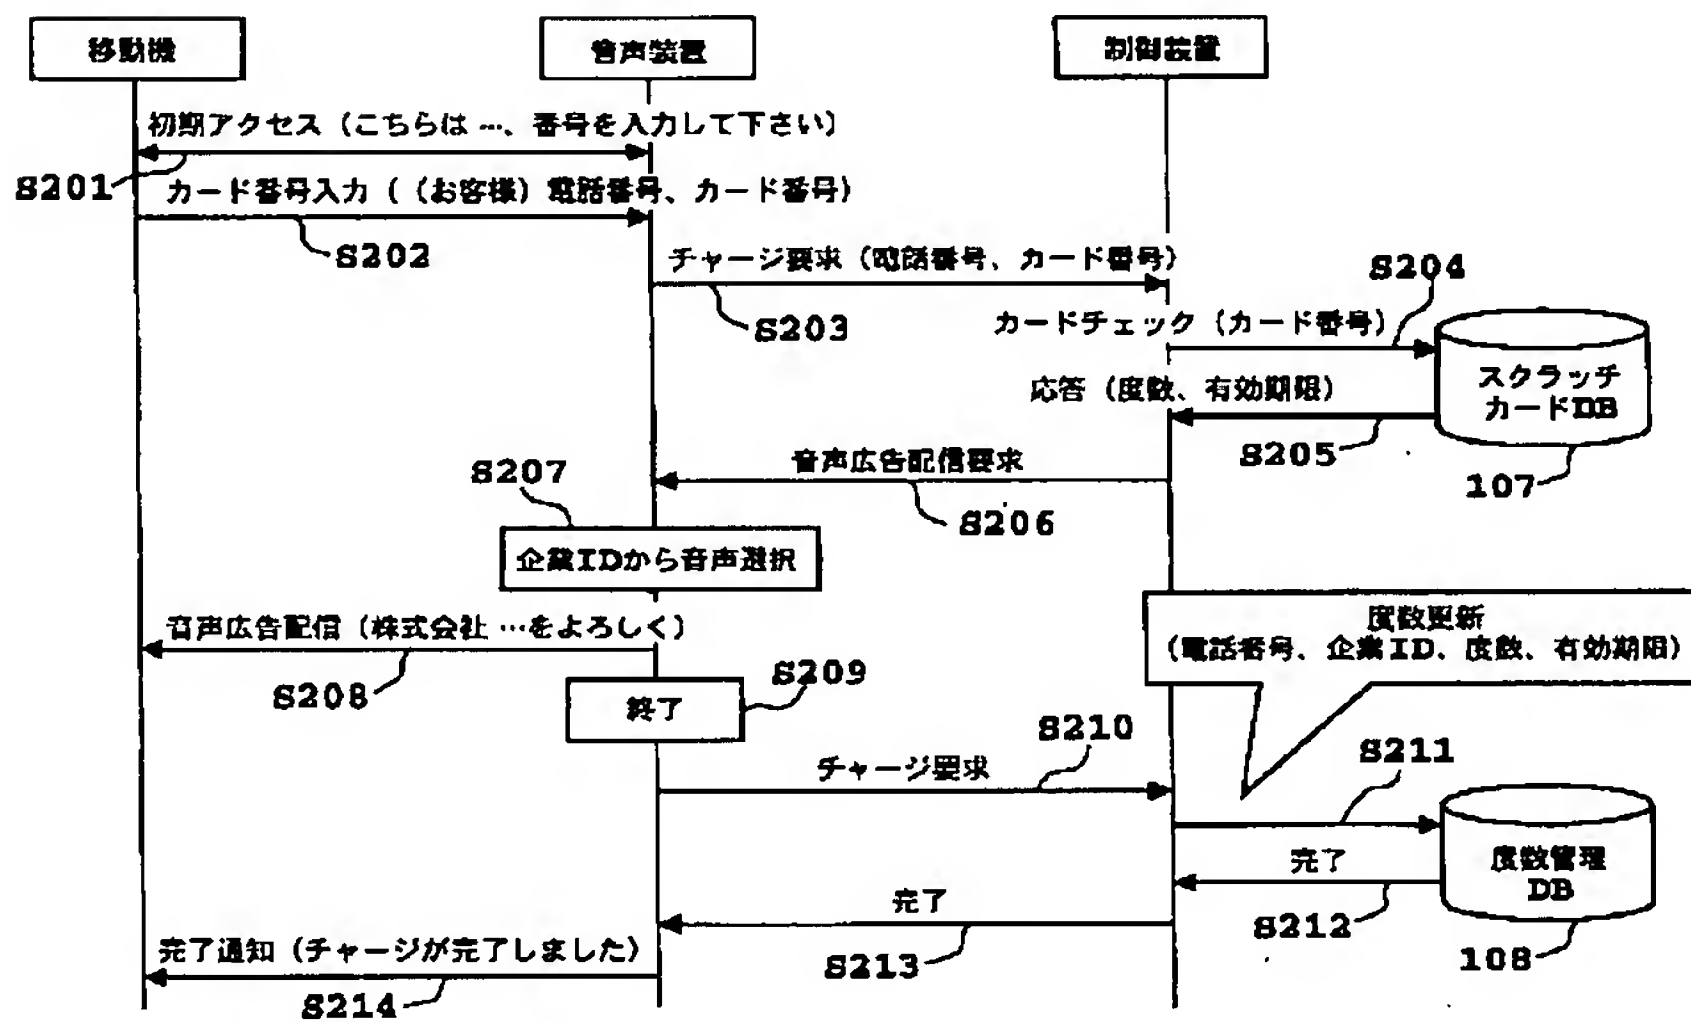 移動機
音声装置
制御装置
初期アクセス（こちらは …、番号を入力して下さい）
S201
カード番号入力（（お客様）電話番号、カード番号）
S202
チャージ要求（電話番号、カード番号）
S203
S204
カードチェック（カード番号）
スクラッチ
カードDB
応答（度数、有効期限）
S205
107
音声広告配信要求
S206
S207
企業IDから音声選択
音声広告配信（株式会社 …をよろしく）
S208
度数更新
（電話番号、企業ID、度数、有効期限）
終了
S209
チャージ要求
S210
S211
度数管理
DB
完了
S212
108
完了
S213
完了通知（チャージが完了しました）
S214